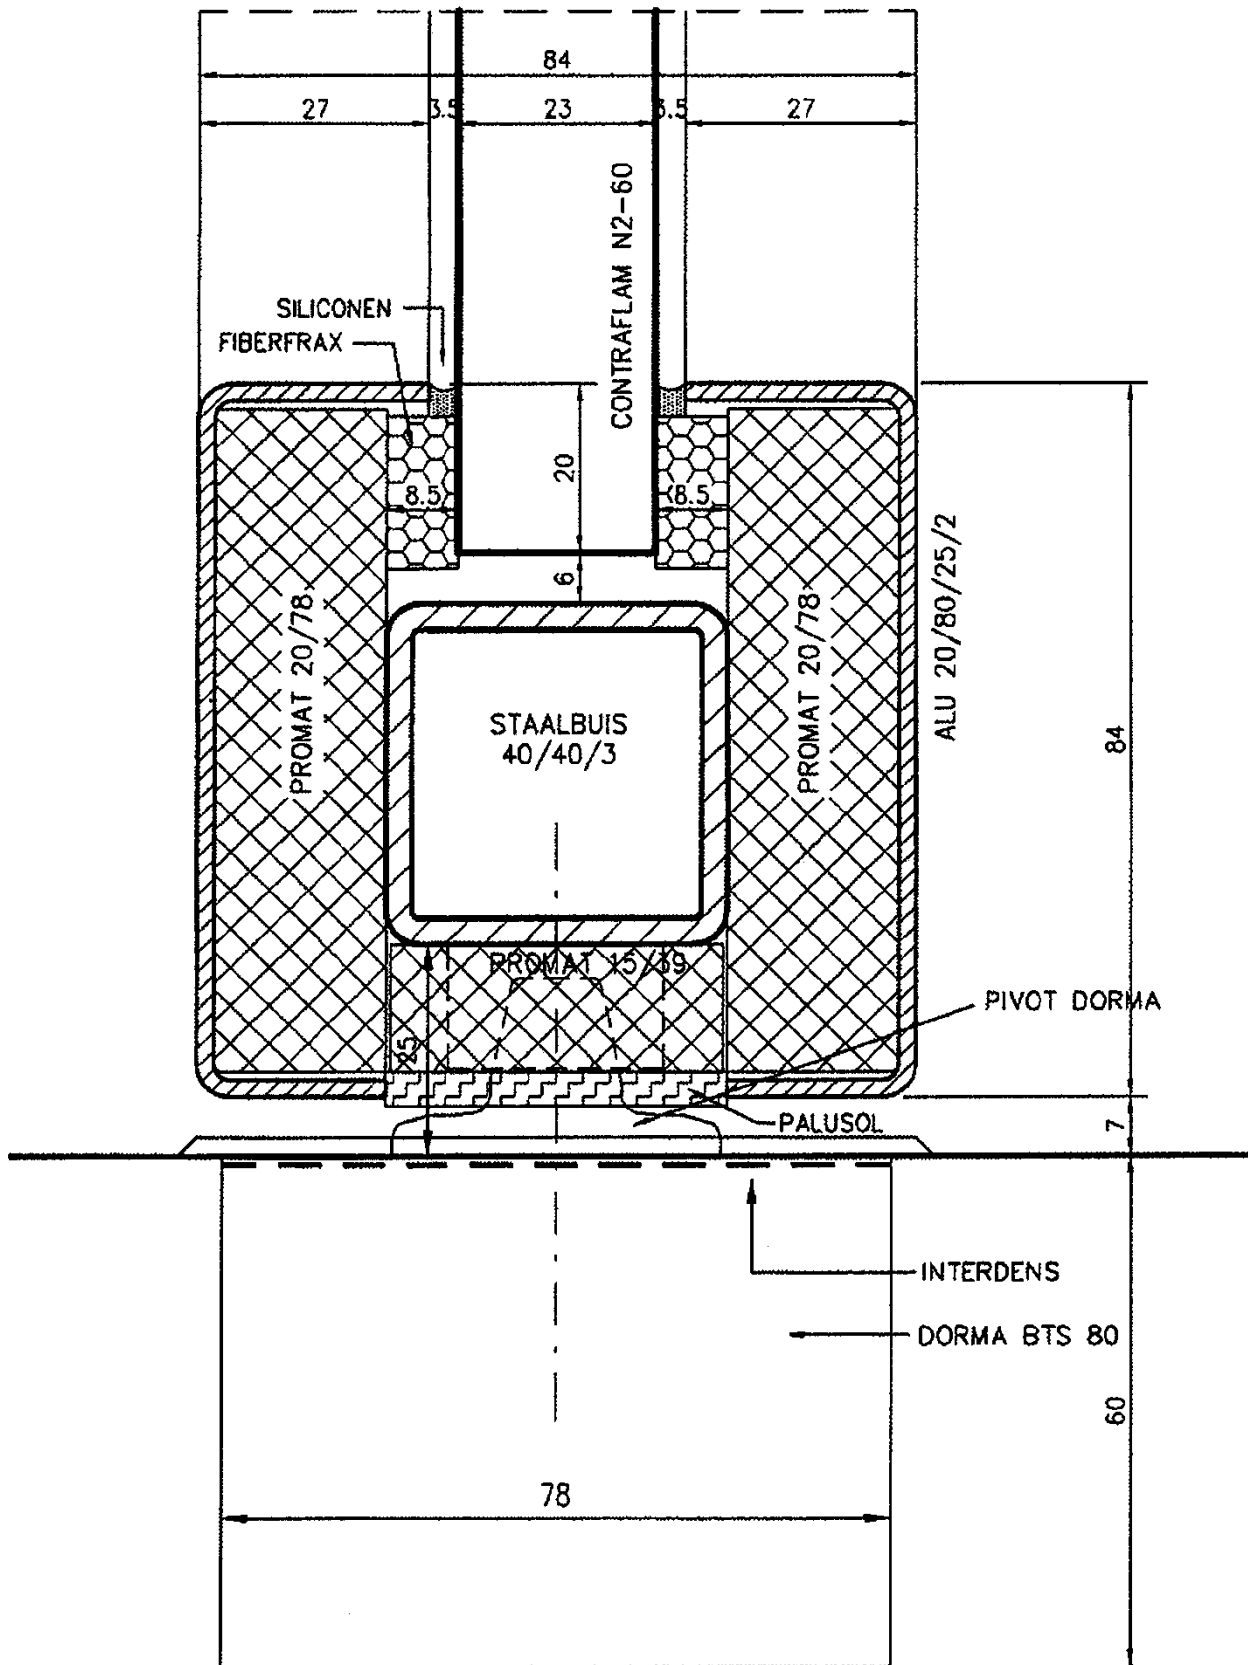 84
27
3.5
23
3.5
27
CONTRAFLAM N2-60
SILICONEN
FIBERFRAX
20
8.5
8.5
6
PROMAT 20/78
PROMAT 20/78
ALU 20/80/25/2
STAALBUIS
40/40/3
84
PROMAT 15/39
PIVOT DORMA
25
PALUSOL
7
INTERDENS
DORMA BTS 80
60
78